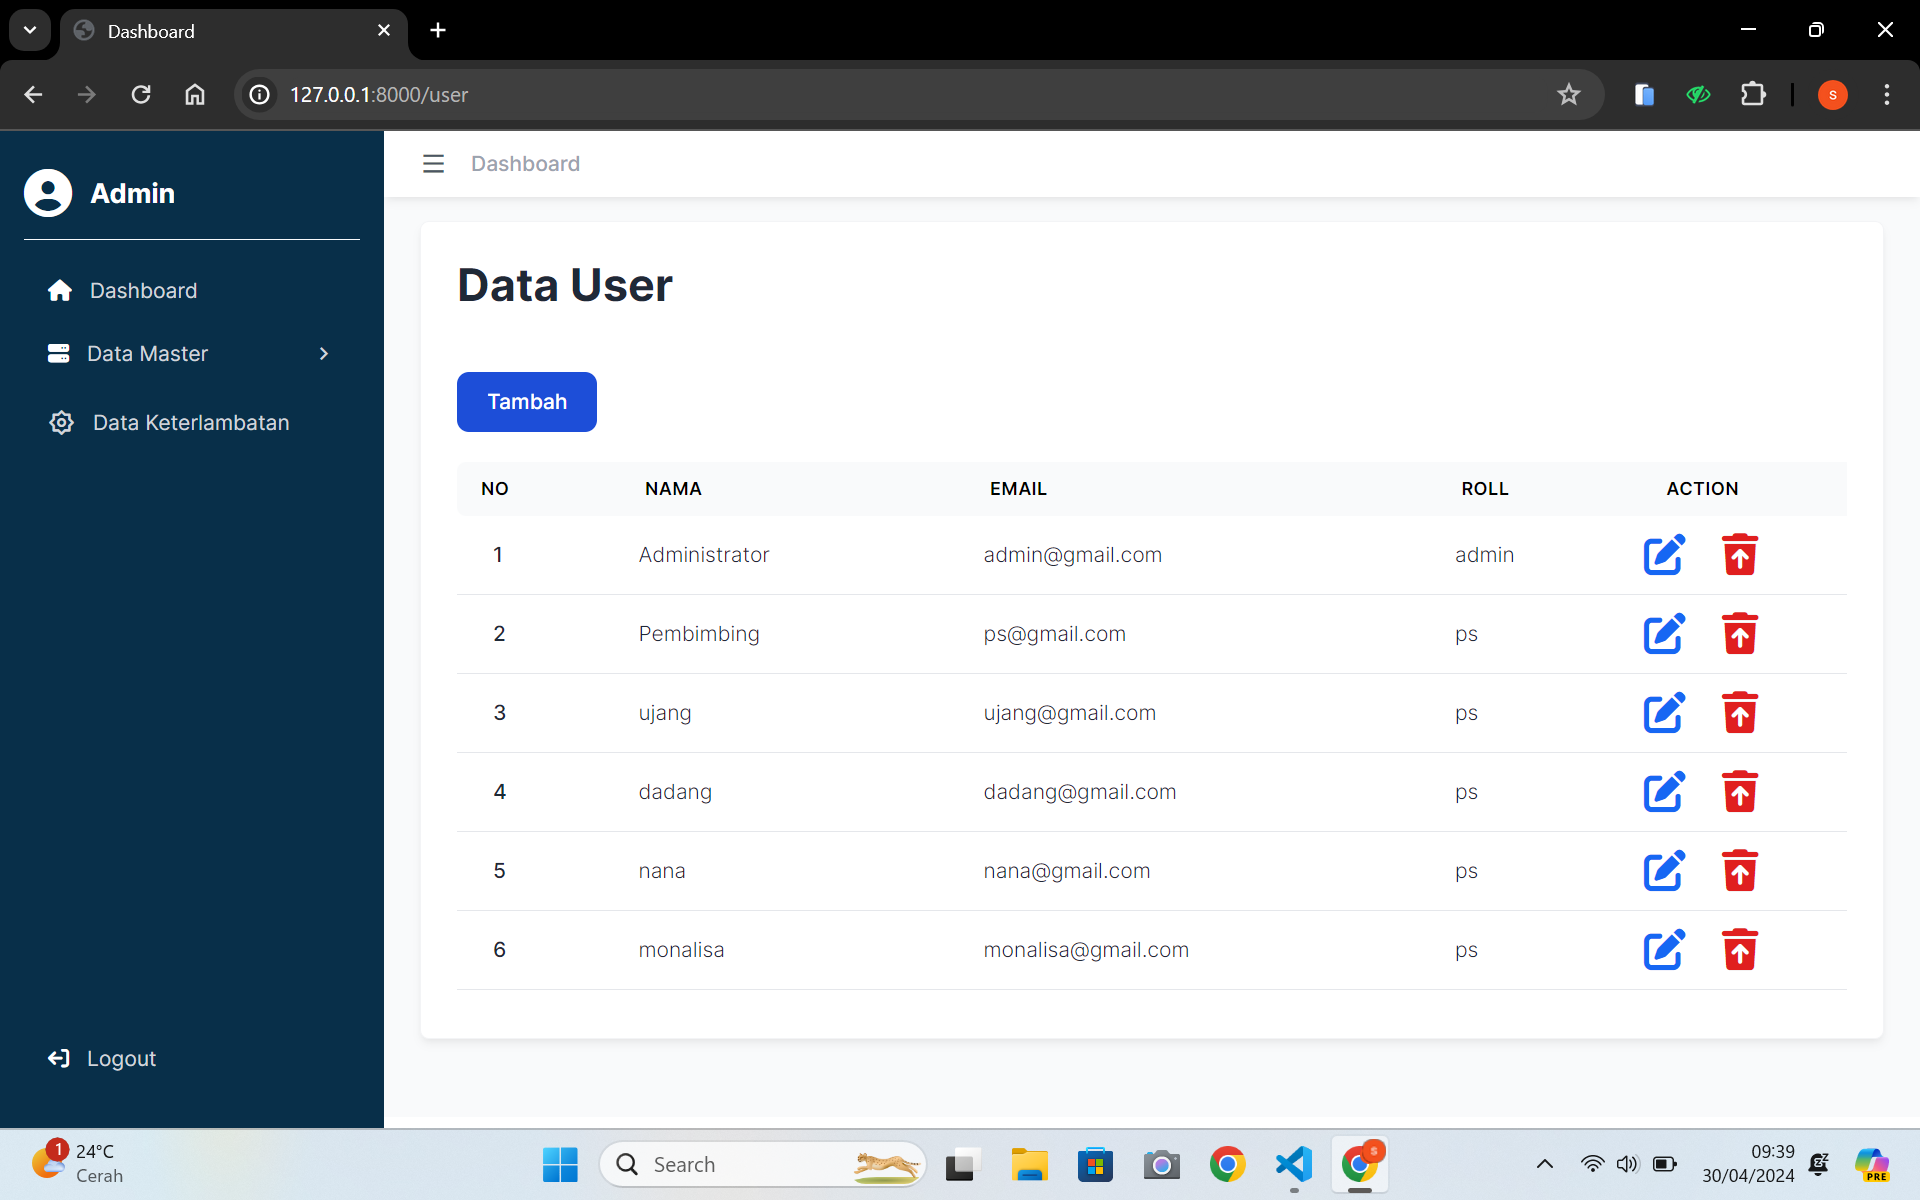 Dashboard
127.0.0.1:8000/user
s
Admin
Dashboard
Data Master
Data Keterlambatan
Logout
Dashboard
Data User
Tambah
NO NAMA EMAIL ROLL ACTION
1 Administrator admin@gmail.com admin
2 Pembimbing ps@gmail.com ps
3 ujang ujang@gmail.com ps
4 dadang dadang@gmail.com ps
5 nana nana@gmail.com ps
6 monalisa monalisa@gmail.com ps
1
24°C
Cerah
Search
s
09:39
30/04/2024
PRE